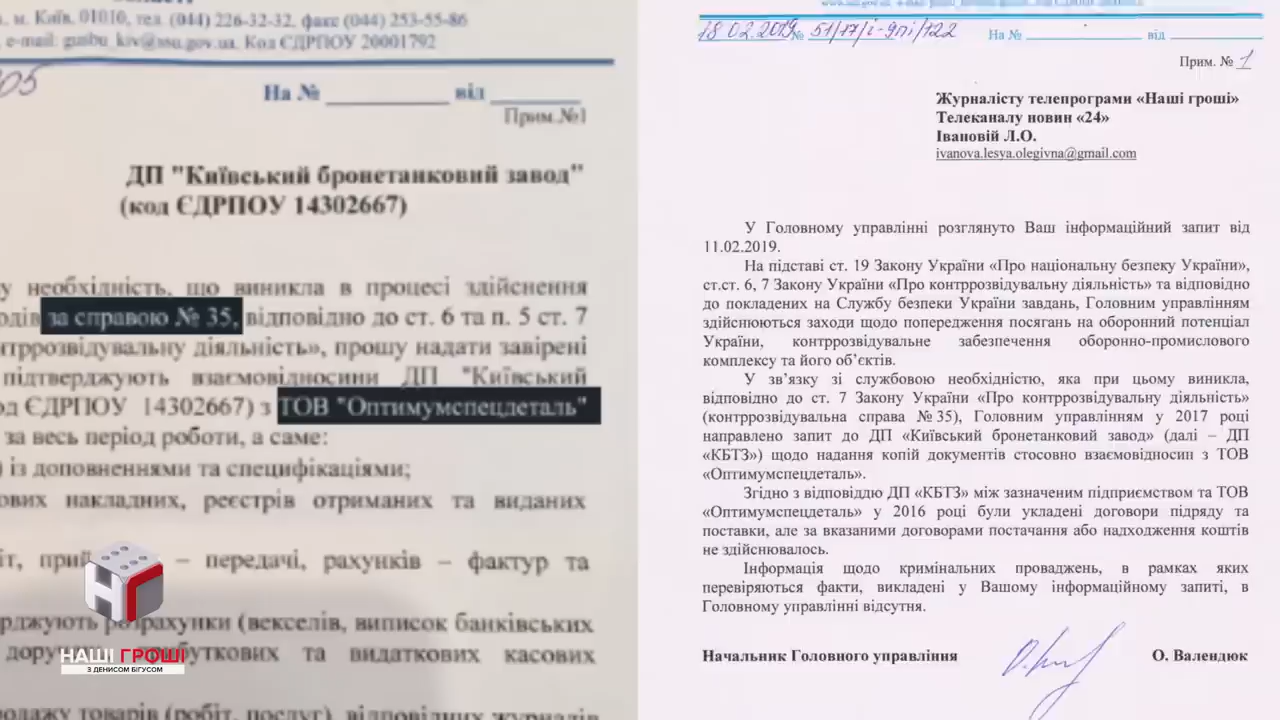 . м. Київ, 01010, тел. (044) 226-32-32, факс (044) 253-55-86
, e-mail: gusbu_kiv@ssu.gov.ua. Код ЄДРПОУ 20001792
05
На № від
Прим.№1
ДП "Київський бронетанковий завод"
(код ЄДРПОУ 14302667)
у необхідність, що виникла в процесі здійснення
за справою № 35, відповідно до ст. 6 та п. 5 ст. 7
нтррозвідувальну діяльність», прошу надати завірені
підтверджують взаємовідносини ДП "Київський
од ЄДРПОУ 14302667) з ТОВ "Оптимумспецдеталь"
за весь період роботи, а саме:
) із доповненнями та специфікаціями;
ових накладних, реєстрів отриманих та виданих
– передачі, рахунків – фактур та
рджують розрахунки (векселів, виписок банківських
та видаткових касових
одажу товарів (робіт, послуг), відповідних журналів
НАШІ ГРОШІ
З ДЕНИСОМ БІГУСОМ
18.02.2019 № 51/17/і-9пі/122 На № від
Прим. № 1
Журналісту телепрограми «Наші гроші»
Телеканалу новин «24»
Івановій Л.О.
ivanova.lesya.olegivna@gmail.com
У Головному управлінні розглянуто Ваш інформаційний запит від
11.02.2019.
На підставі ст. 19 Закону України «Про національну безпеку України»,
ст.ст. 6, 7 Закону України «Про контррозвідувальну діяльність» та відповідно
до покладених на Службу безпеки України завдань, Головним управлінням
здійснюються заходи щодо попередження посягань на оборонний потенціал
України, контррозвідувальне забезпечення оборонно-промислового
комплексу та його об’єктів.
У зв’язку зі службовою необхідністю, яка при цьому виникла,
відповідно до ст. 7 Закону України «Про контррозвідувальну діяльність»
(контррозвідувальна справа №35), Головним управлінням у 2017 році
направлено запит до ДП «Київський бронетанковий завод» (далі – ДП
«КБТЗ») щодо надання копій документів стосовно взаємовідносин з ТОВ
«Оптимумспецдеталь».
Згідно з відповіддю ДП «КБТЗ» між зазначеним підприємством та ТОВ
«Оптимумспецдеталь» у 2016 році були укладені договори підряду та
поставки, але за вказаними договорами постачання або надходження коштів
не здійснювалось.
Інформація щодо кримінальних проваджень, в рамках яких
перевіряються факти, викладені у Вашому інформаційному запиті, в
Головному управлінні відсутня.
Начальник Головного управління О. Валендюк